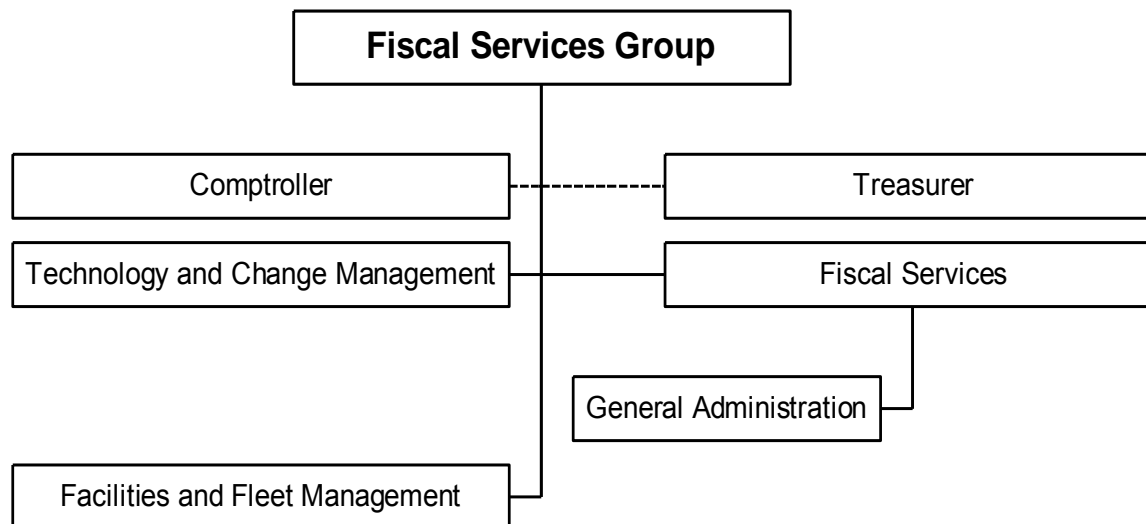 Fiscal Services Group
Comptroller
Treasurer
Technology and Change Management
Fiscal Services
General Administration
Facilities and Fleet Management